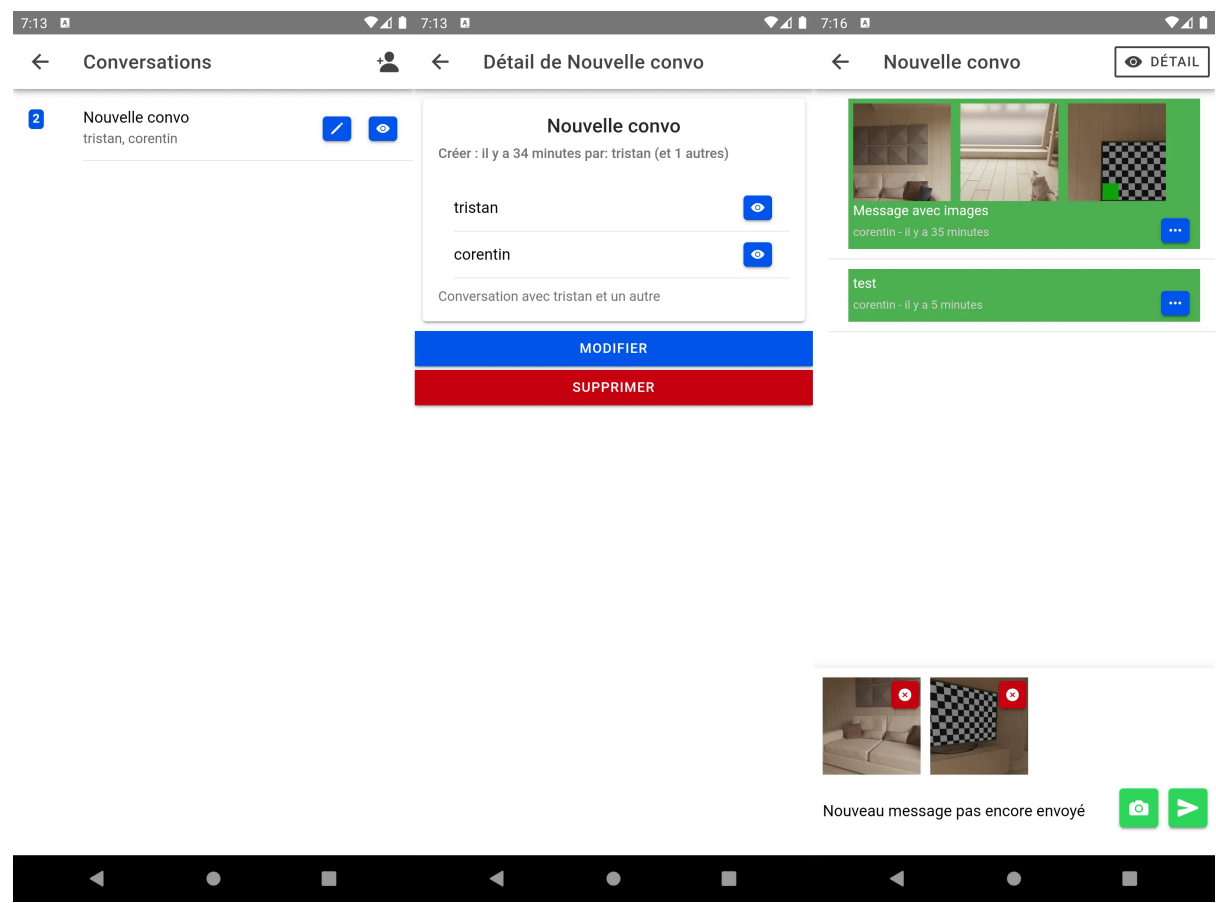 7:13
Conversations
2
Nouvelle convo
tristan, corentin
7:13
Détail de Nouvelle convo
Nouvelle convo
Créer : il y a 34 minutes par: tristan (et 1 autres)
tristan
corentin
Conversation avec tristan et un autre
MODIFIER
SUPPRIMER
7:16
Nouvelle convo
DÉTAIL
Message avec images
corentin - il y a 35 minutes
test
corentin - il y a 5 minutes
Nouveau message pas encore envoyé